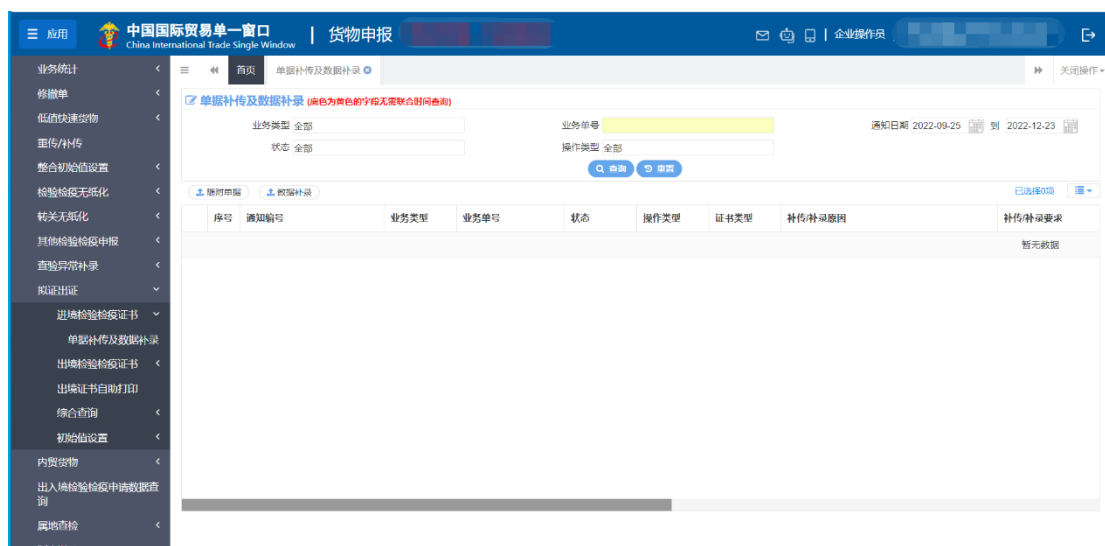 应用
中国国际贸易单一窗口 | 货物申报
China International Trade Single Window
企业操作员
业务统计
修撤单
低值快速货物
重传/补传
整合初始值设置
检验检疫无纸化
转关无纸化
其他检验检疫申报
查验异常补录
拟证出证
进境检验检疫证书
单据补传及数据补录
出境检验检疫证书
出境证书自助打印
综合查询
初始值设置
内贸货物
出入境检验检疫申请数据查
询
属地查检
首页 单据补传及数据补录 关闭操作
单据补传及数据补录 (底色为黄色的字段无需联合时间查询)
业务类型 全部 业务单号 通知日期 2022-09-25 到 2022-12-23
状态 全部 操作类型 全部
查询 重置
随附单据 数据补录 已选择0项
序号 通知编号 业务类型 业务单号 状态 操作类型 证书类型 补传/补录原因 补传/补录要求
暂无数据